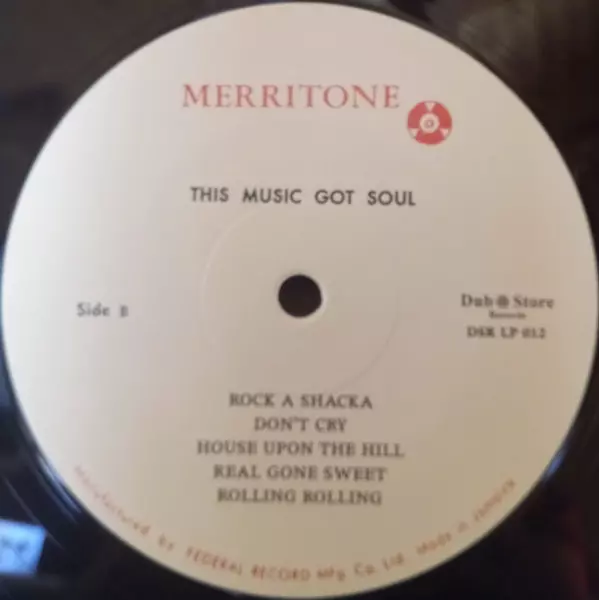 MERRITONE
THIS MUSIC GOT SOUL
Side B
Dub Store
Records
DSR LP 012
ROCK A SHACKA
DON'T CRY
HOUSE UPON THE HILL
REAL GONE SWEET
ROLLING ROLLING
Manufactured by FEDERAL RECORD Mfg. Co. Ltd. Made in JAMAICA